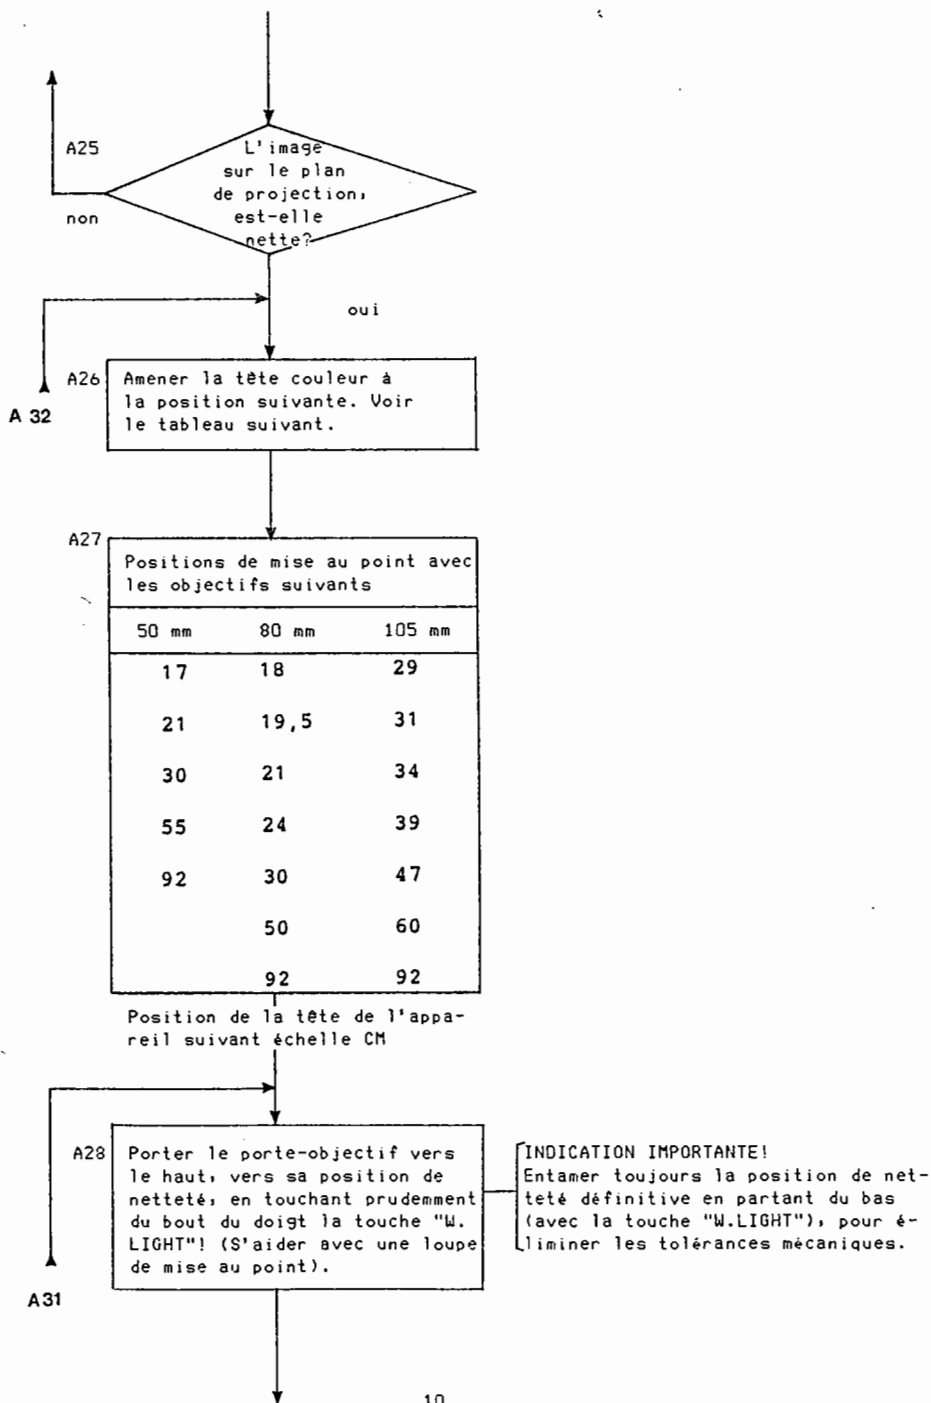 A25
L'image
sur le plan
de projection,
est-elle
nette?
non
oui
A 32
A26
Amener la tête couleur à
la position suivante. Voir
le tableau suivant.
A27
Positions de mise au point avec
les objectifs suivants
50 mm 80 mm 105 mm
17 18 29
21 19,5 31
30 21 34
55 24 39
92 30 47
50 60
92 92
Position de la tête de l'appa-
reil suivant échelle CM
A28
Porter le porte-objectif vers
le haut, vers sa position de
netteté, en touchant prudemment
du bout du doigt la touche "W.
LIGHT"! (S'aider avec une loupe
de mise au point).
INDICATION IMPORTANTE!
Entamer toujours la position de net-
teté définitive en partant du bas
(avec la touche "W.LIGHT"), pour é-
liminer les tolérances mécaniques.
A31
10